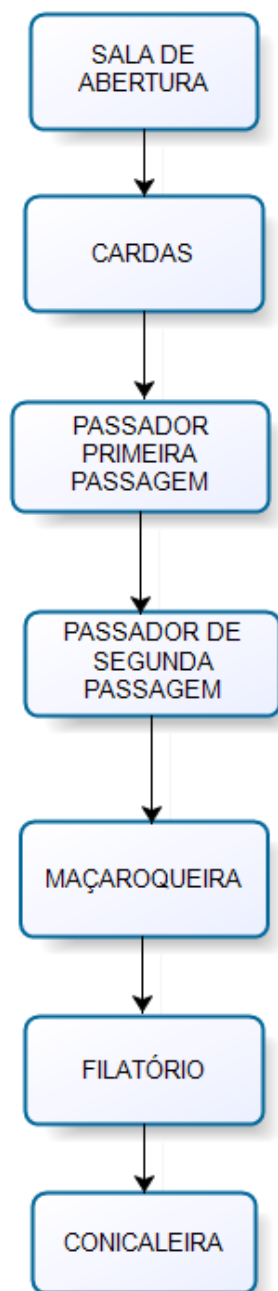 SALA DE
ABERTURA
CARDAS
PASSADOR
PRIMEIRA
PASSAGEM
PASSADOR DE
SEGUNDA
PASSAGEM
MAÇAROQUEIRA
FILATÓRIO
CONICALEIRA